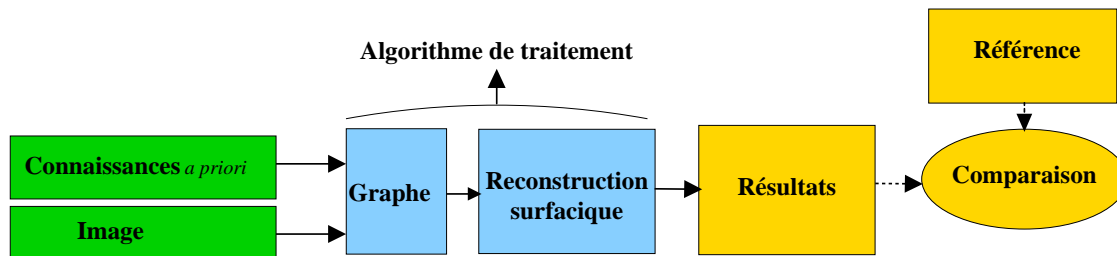 Algorithme de traitement
Référence
Connaissances a priori
Image
Graphe
Reconstruction
surfacique
Résultats
Comparaison